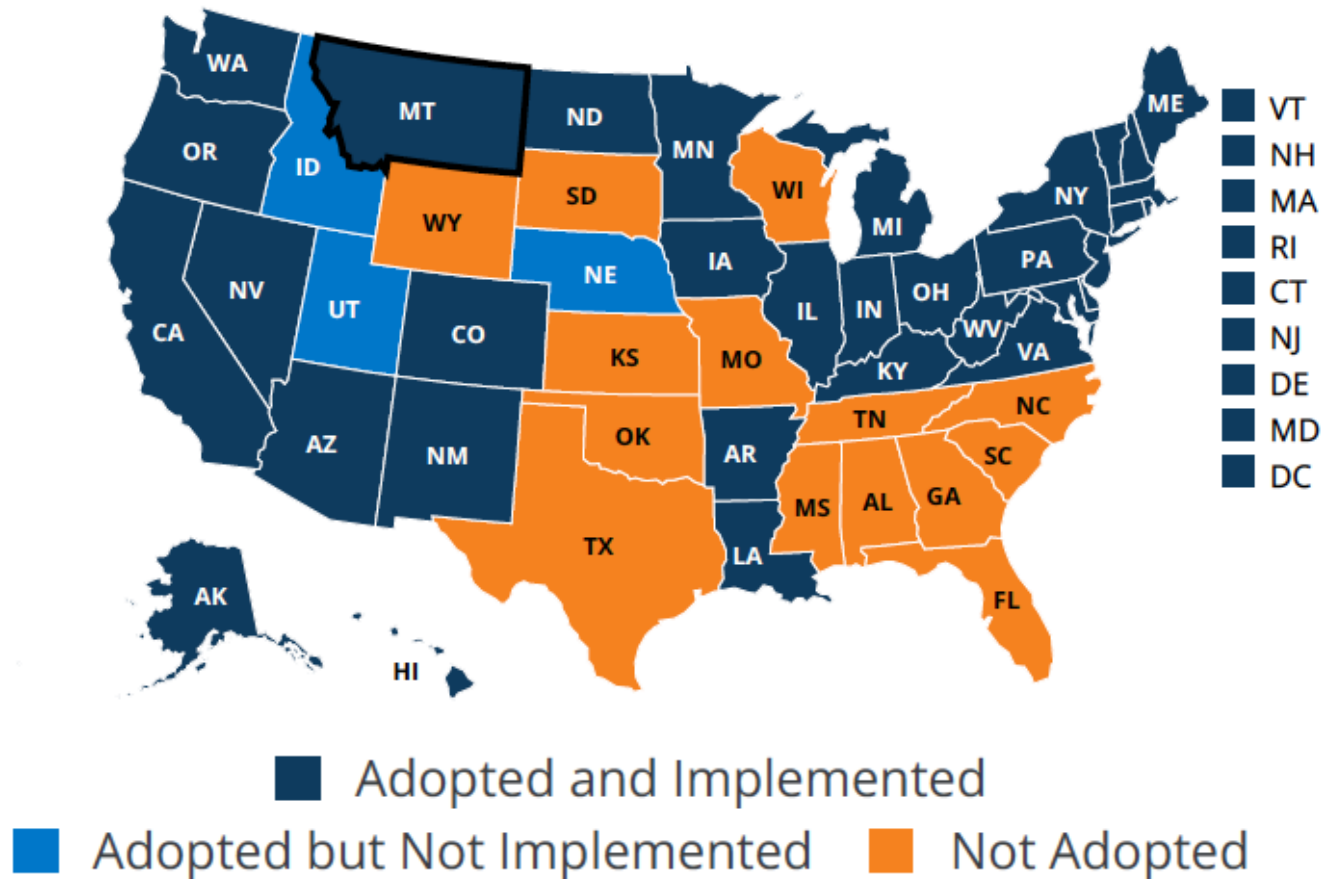 WA
ME
VT
MT
ND
OR
MN
NH
ID
WI
SD
NY
MA
WY
MI
RI
IA
PA
NE
CT
NV
OH
UT
IL
IN
CA
CO
WV
NJ
VA
KS
MO
KY
DE
NC
TN
OK
MD
AZ
AR
SC
NM
DC
GA
MS
AL
TX
LA
AK
FL
HI
Adopted and Implemented
Adopted but Not Implemented
Not Adopted